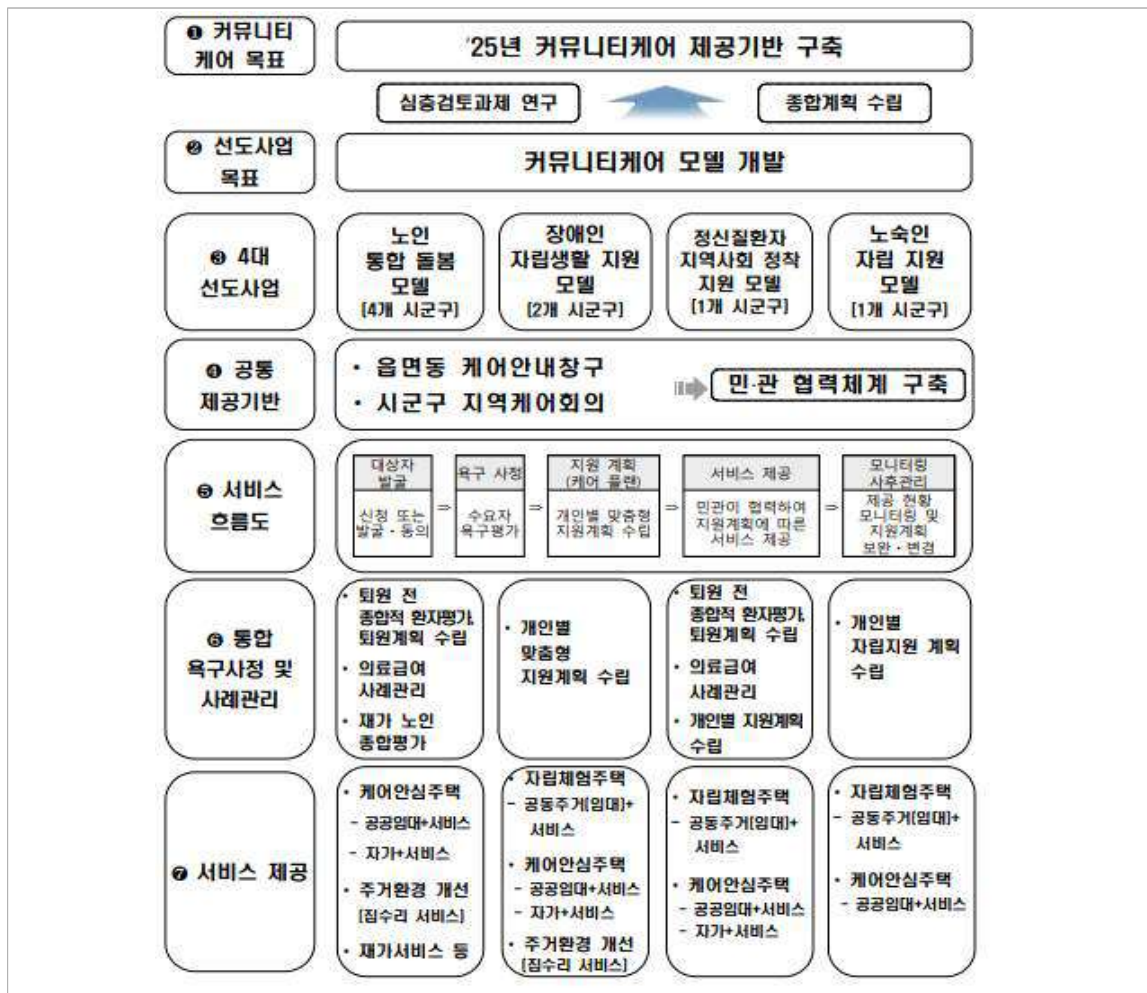 ❶ 커뮤니티
케어 목표
'25년 커뮤니티케어 제공기반 구축
심층검토과제 연구
종합계획 수립
❷ 선도사업
목표
커뮤니티케어 모델 개발
❸ 4대
선도사업
노인
통합 돌봄
모델
[4개 시군구]
장애인
자립생활 지원
모델
[2개 시군구]
정신질환자
지역사회 정착
지원 모델
[1개 시군구]
노숙인
자립 지원
모델
[1개 시군구]
❹ 공통
제공기반
• 읍면동 케어안내창구
• 시군구 지역케어회의
민·관 협력체계 구축
❺ 서비스
흐름도
대상자
발굴
신청 또는
발굴·동의
⇒
욕구 사정
수요자
욕구평가
⇒
지원 계획
(케어 플랜)
개인별 맞춤형
지원계획 수립
⇒
서비스 제공
민관이 협력하여
지원계획에 따른
서비스 제공
⇒
모니터링
사후관리
제공 현황
모니터링 및
지원계획
보완·변경
❻ 통합
욕구사정 및
사례관리
• 퇴원 전
종합적 환자평가,
퇴원계획 수립
• 의료급여
사례관리
• 재가 노인
종합평가
• 개인별
맞춤형
지원계획 수립
• 퇴원 전
종합적 환자평가,
퇴원계획 수립
• 의료급여
사례관리
• 개인별 지원계획
수립
• 개인별
자립지원 계획
수립
❼ 서비스 제공
• 케어안심주택
- 공공임대+서비스
- 자가+서비스
• 주거환경 개선
[집수리 서비스]
• 재가서비스 등
• 자립체험주택
- 공동주거[임대]+
서비스
• 케어안심주택
- 공공임대+서비스
- 자가+서비스
• 주거환경 개선
[집수리 서비스]
• 자립체험주택
- 공동주거[임대]+
서비스
• 케어안심주택
- 공공임대+서비스
- 자가+서비스
• 자립체험주택
- 공동주거[임대]+
서비스
• 케어안심주택
- 공공임대+서비스